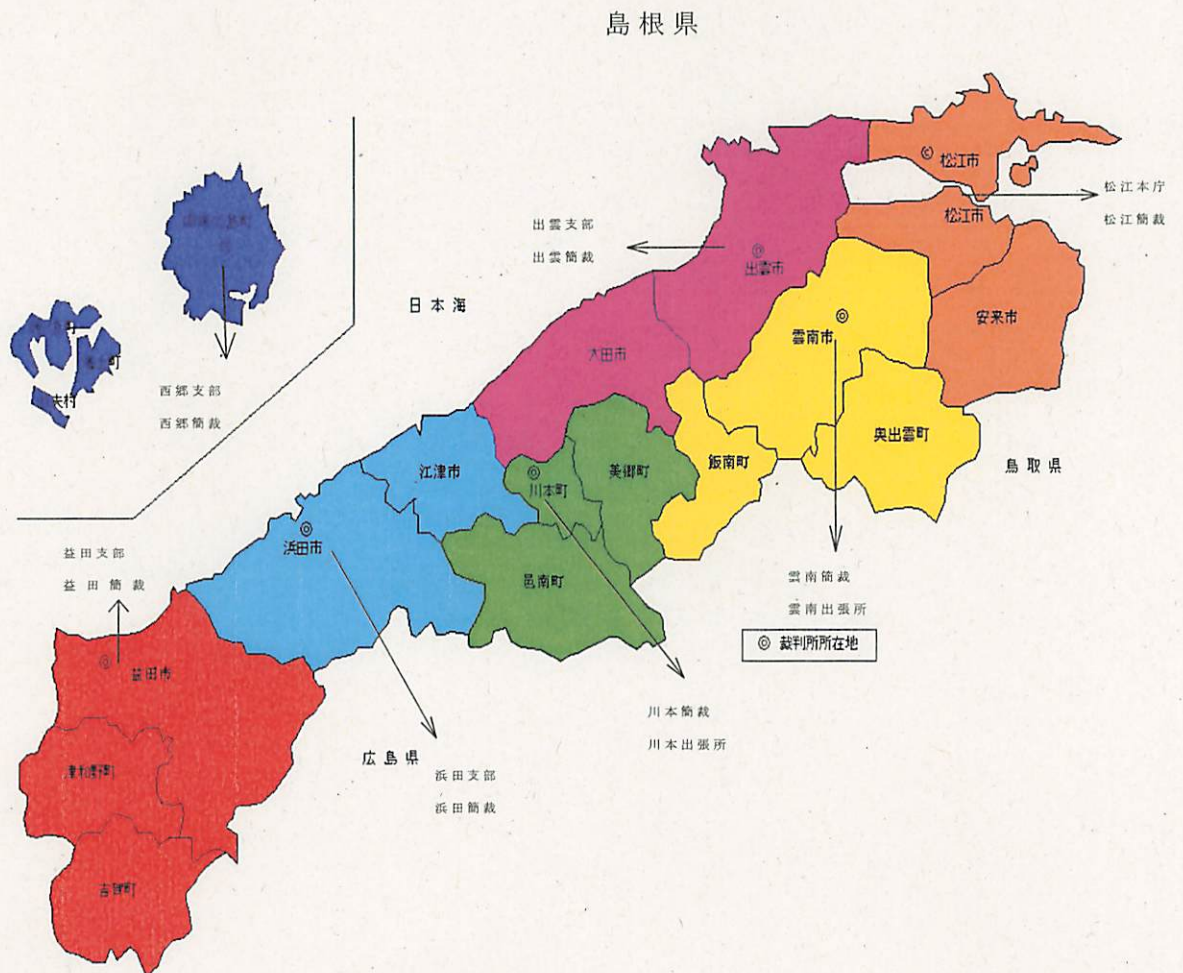 島根県
松江市
松江市
松江本庁
松江簡裁
出雲支部
出雲簡裁
出雲市
日本海
大田市
雲南市
安来市
西郷支部
西郷簡裁
奥出雲町
飯南町
美郷町
江津市
川本町
鳥取県
浜田市
益田支部
益田簡裁
邑南町
雲南簡裁
雲南出張所
◎ 裁判所所在地
益田市
川本簡裁
川本出張所
広島県
浜田支部
浜田簡裁
津和野町
吉賀町